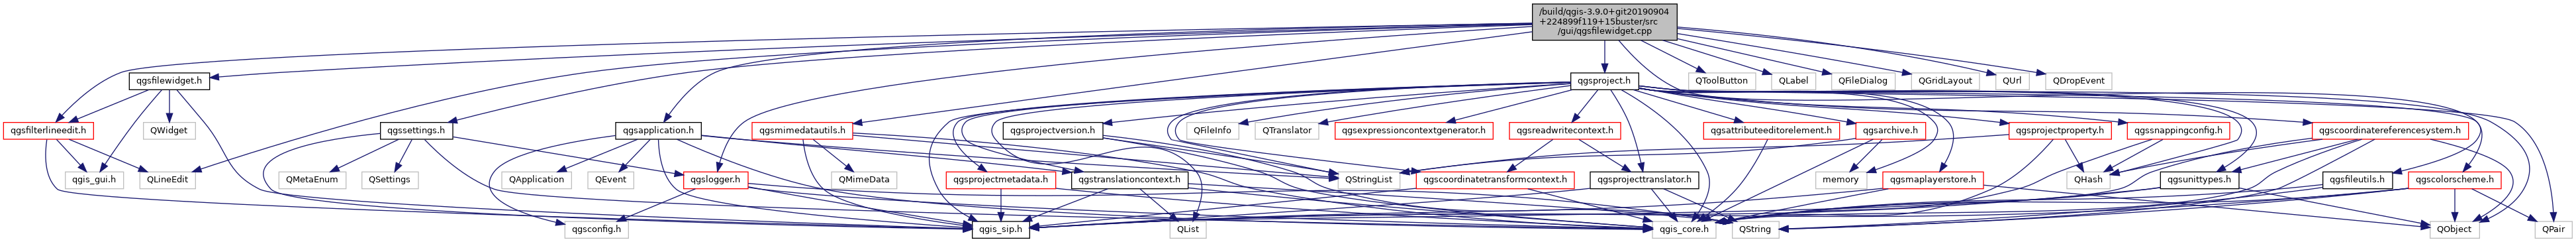 /build/qgis-3.9.0+git20190904
+224899f119+15buster/src
/gui/qgsfilewidget.cpp
qgsfilewidget.h
qgsproject.h
QToolButton
QLabel
QFileDialog
QGridLayout
QUrl
QDropEvent
qgsfilterlineedit.h
QWidget
qgssettings.h
qgsapplication.h
qgsmimedatautils.h
qgsprojectversion.h
QFileInfo
QTranslator
qgsexpressioncontextgenerator.h
qgsreadwritecontext.h
qgsattributeeditorelement.h
qgsarchive.h
qgsprojectproperty.h
qgssnappingconfig.h
qgscoordinatereferencesystem.h
qgis_gui.h
QLineEdit
QMetaEnum
QSettings
QApplication
QEvent
qgslogger.h
QMimeData
qgsprojectmetadata.h
qgstranslationcontext.h
QStringList
qgscoordinatetransformcontext.h
qgsprojecttranslator.h
memory
qgsmaplayerstore.h
QHash
qgsunittypes.h
qgsfileutils.h
qgscolorscheme.h
qgsconfig.h
qgis_sip.h
QList
qgis_core.h
QString
QObject
QPair